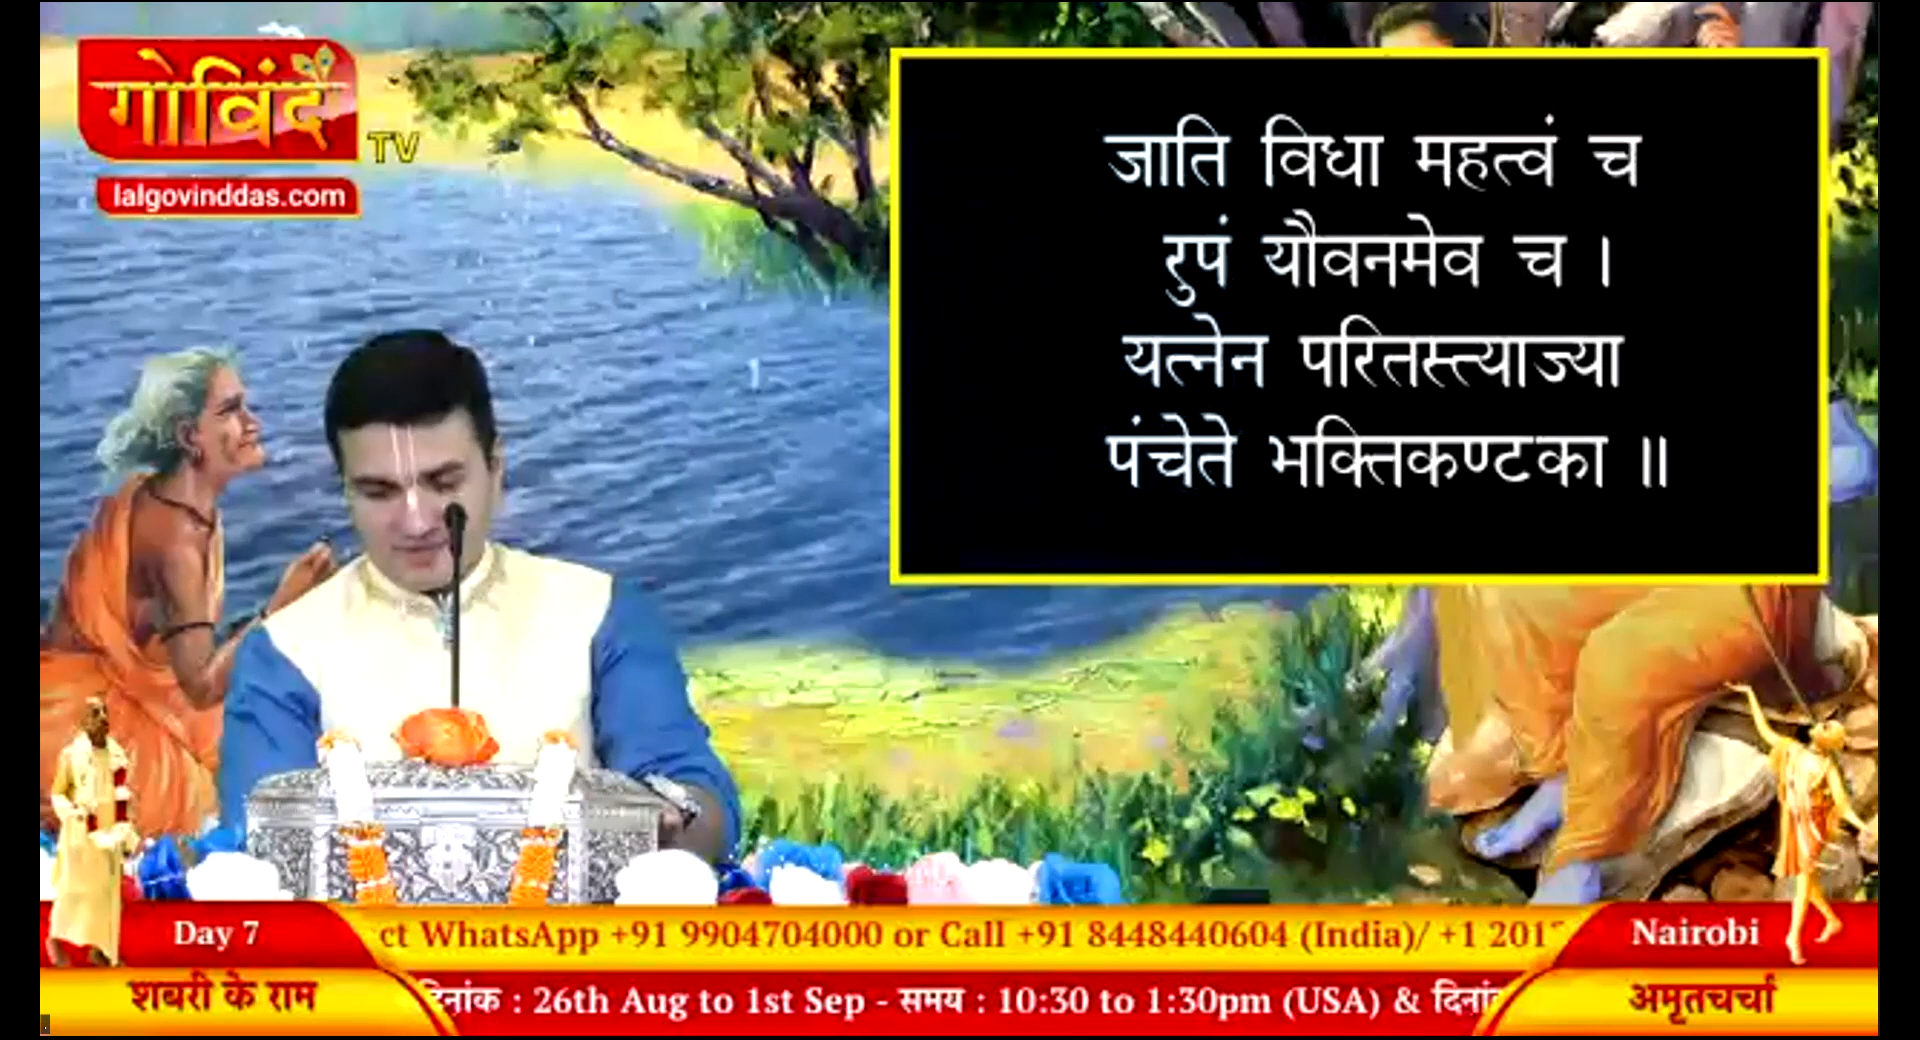 गोविंद
TV
lalgovinddas.com
जाति विधा महत्वं च
रुपं यौवनमेव च ।
यत्नेन परितस्त्याज्या
पंचेते भक्तिकण्टका ॥
Day 7
ct WhatsApp +91 9904704000 or Call +91 8448440604 (India)/ +1 201
Nairobi
शबरी के राम
दिनांक : 26th Aug to 1st Sep - समय : 10:30 to 1:30pm (USA) &
अमृतचर्चा